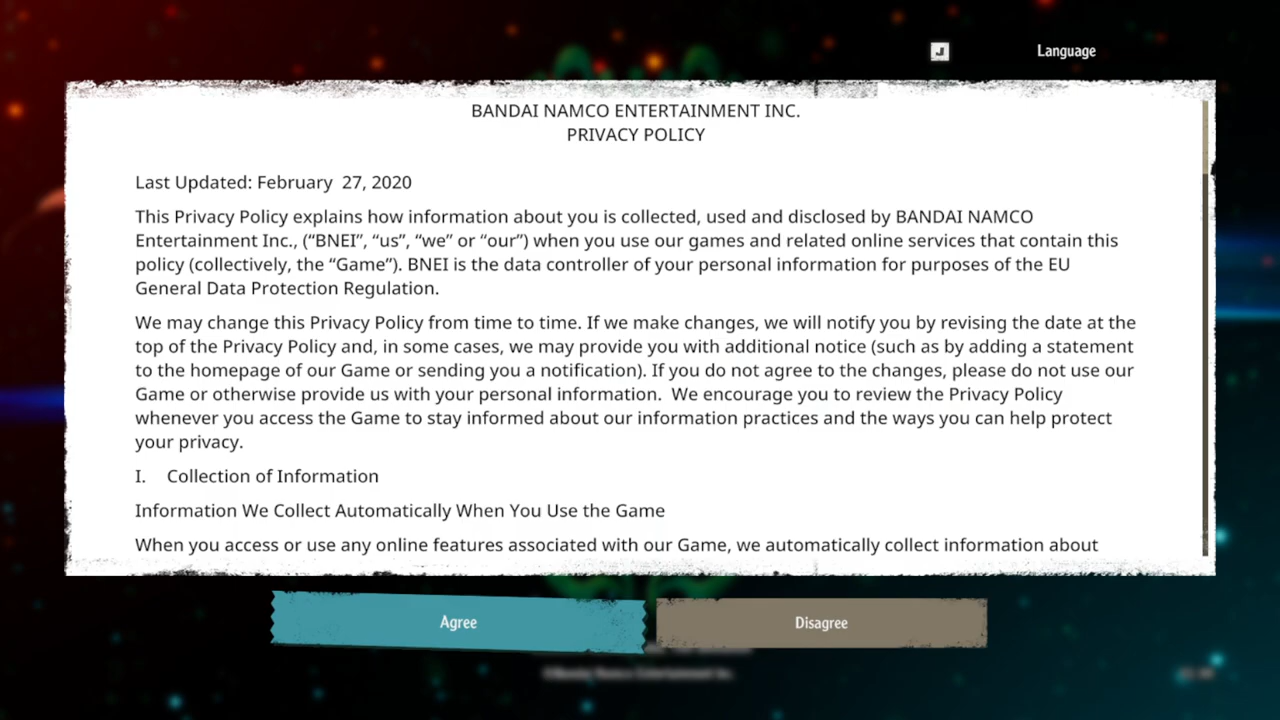 J Language
BANDAI NAMCO ENTERTAINMENT INC.
PRIVACY POLICY
Last Updated: February  27, 2020
This Privacy Policy explains how information about you is collected, used and disclosed by BANDAI NAMCO
Entertainment Inc., (“BNEI”, “us”, “we” or “our”) when you use our games and related online services that contain this
policy (collectively, the “Game”). BNEI is the data controller of your personal information for purposes of the EU
General Data Protection Regulation.
We may change this Privacy Policy from time to time. If we make changes, we will notify you by revising the date at the
top of the Privacy Policy and, in some cases, we may provide you with additional notice (such as by adding a statement
to the homepage of our Game or sending you a notification). If you do not agree to the changes, please do not use our
Game or otherwise provide us with your personal information.  We encourage you to review the Privacy Policy
whenever you access the Game to stay informed about our information practices and the ways you can help protect
your privacy.
I. Collection of Information
Information We Collect Automatically When You Use the Game
When you access or use any online features associated with our Game, we automatically collect information about
Agree Disagree
©Bandai Namco Entertainment Inc.